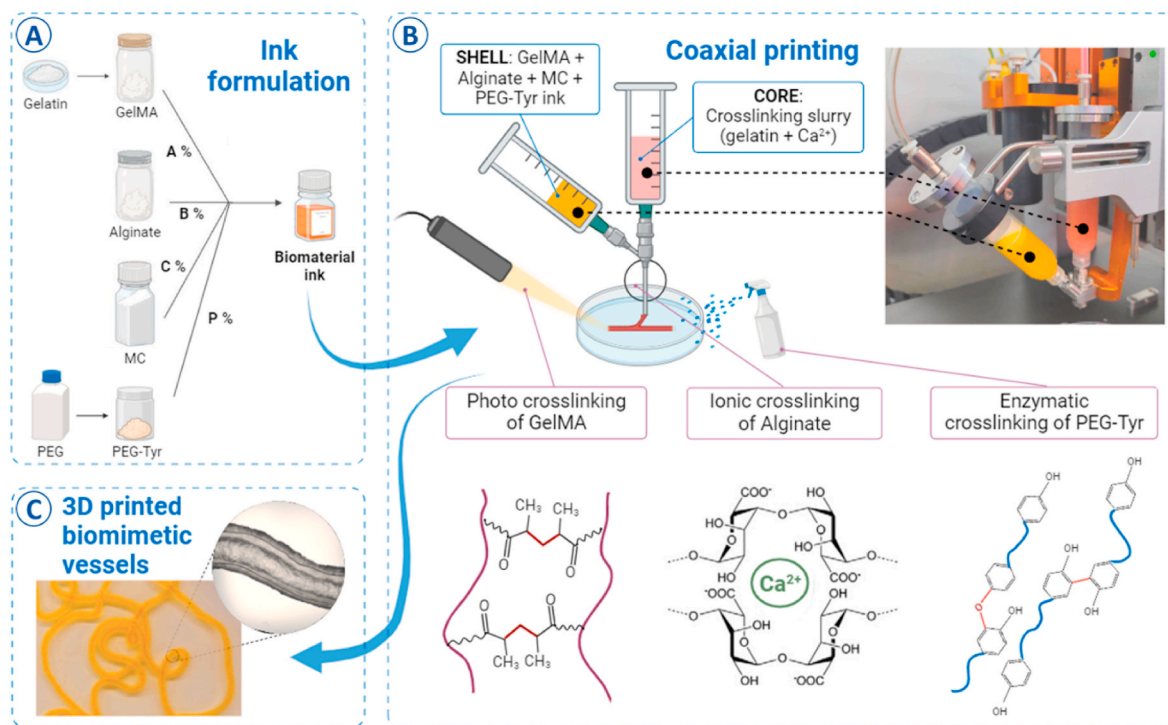 A
Ink
formulation
Gelatin
GelMA
A %
Alginate
B %
Biomaterial
ink
C %
MC
P %
PEG
PEG-Tyr
B
Coaxial printing
SHELL: GelMA +
Alginate + MC +
PEG-Tyr ink
CORE:
Crosslinking slurry
(gelatin + Ca²⁺)
Photo crosslinking
of GelMA
Ionic crosslinking
of Alginate
Enzymatic
crosslinking of PEG-Tyr
CH₃ CH₃
O O
O O
CH₃ CH₃
COO⁻ HO
OH O O
O HO O
O HO O
OH COO⁻
Ca²⁺
⁻OOC OH
O OH O
O O OH
OH ⁻OOC
OH
OH
OH
O
OH
OH
OH
C
3D printed
biomimetic
vessels